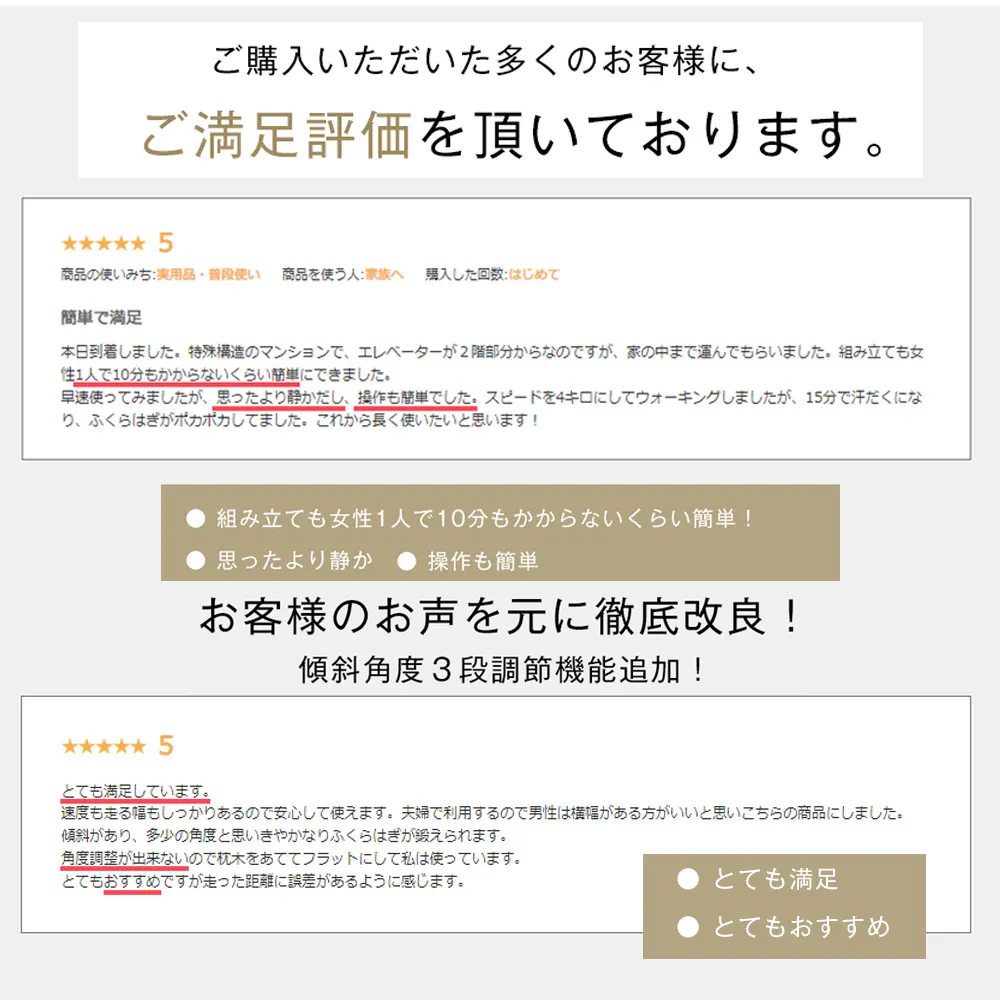 ご購入いただいた多くのお客様に、
ご満足評価を頂いております。
★★★★★ 5
商品の使いみち:実用品・普段使い 商品を使う人:家族へ 購入した回数:はじめて
簡単で満足
本日到着しました。特殊構造のマンションで、エレベーターが２階部分からなのですが、家の中まで運んでもらいました。組み立ても女
性1人で10分もかからないくらい簡単にできました。
早速使ってみましたが、思ったより静かだし、操作も簡単でした。スピードを4キロにしてウォーキングしましたが、15分で汗だくにな
り、ふくらはぎがポカポカしてました。これから長く使いたいと思います！
● 組み立ても女性1人で10分もかからないくらい簡単！
● 思ったより静か ● 操作も簡単
お客様のお声を元に徹底改良！
傾斜角度３段調節機能追加！
★★★★★ 5
とても満足しています。
速度も走る幅もしっかりあるので安心して使えます。夫婦で利用するので男性は横幅がある方がいいと思いこちらの商品にしました。
傾斜があり、多少の角度と思いきやかなりふくらはぎが鍛えられます。
角度調整が出来ないので枕木をあててフラットにして私は使っています。
とてもおすすめですが走った距離に誤差があるように感じます。
● とても満足
● とてもおすすめ